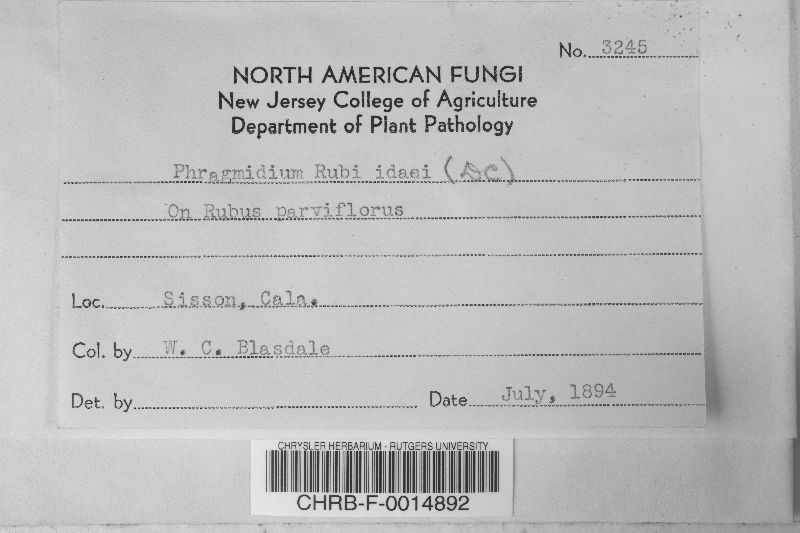 No. 3245
NORTH AMERICAN FUNGI
New Jersey College of Agriculture
Department of Plant Pathology
Phragmidium Rubi idaei (DC)
On Rubus parviflorus
Loc. Sisson, Cala.
Col. by W. C. Blasdale
Det. by
Date July, 1894
CHRYSLER HERBARIUM - RUTGERS UNIVERSITY
CHRB-F-0014892